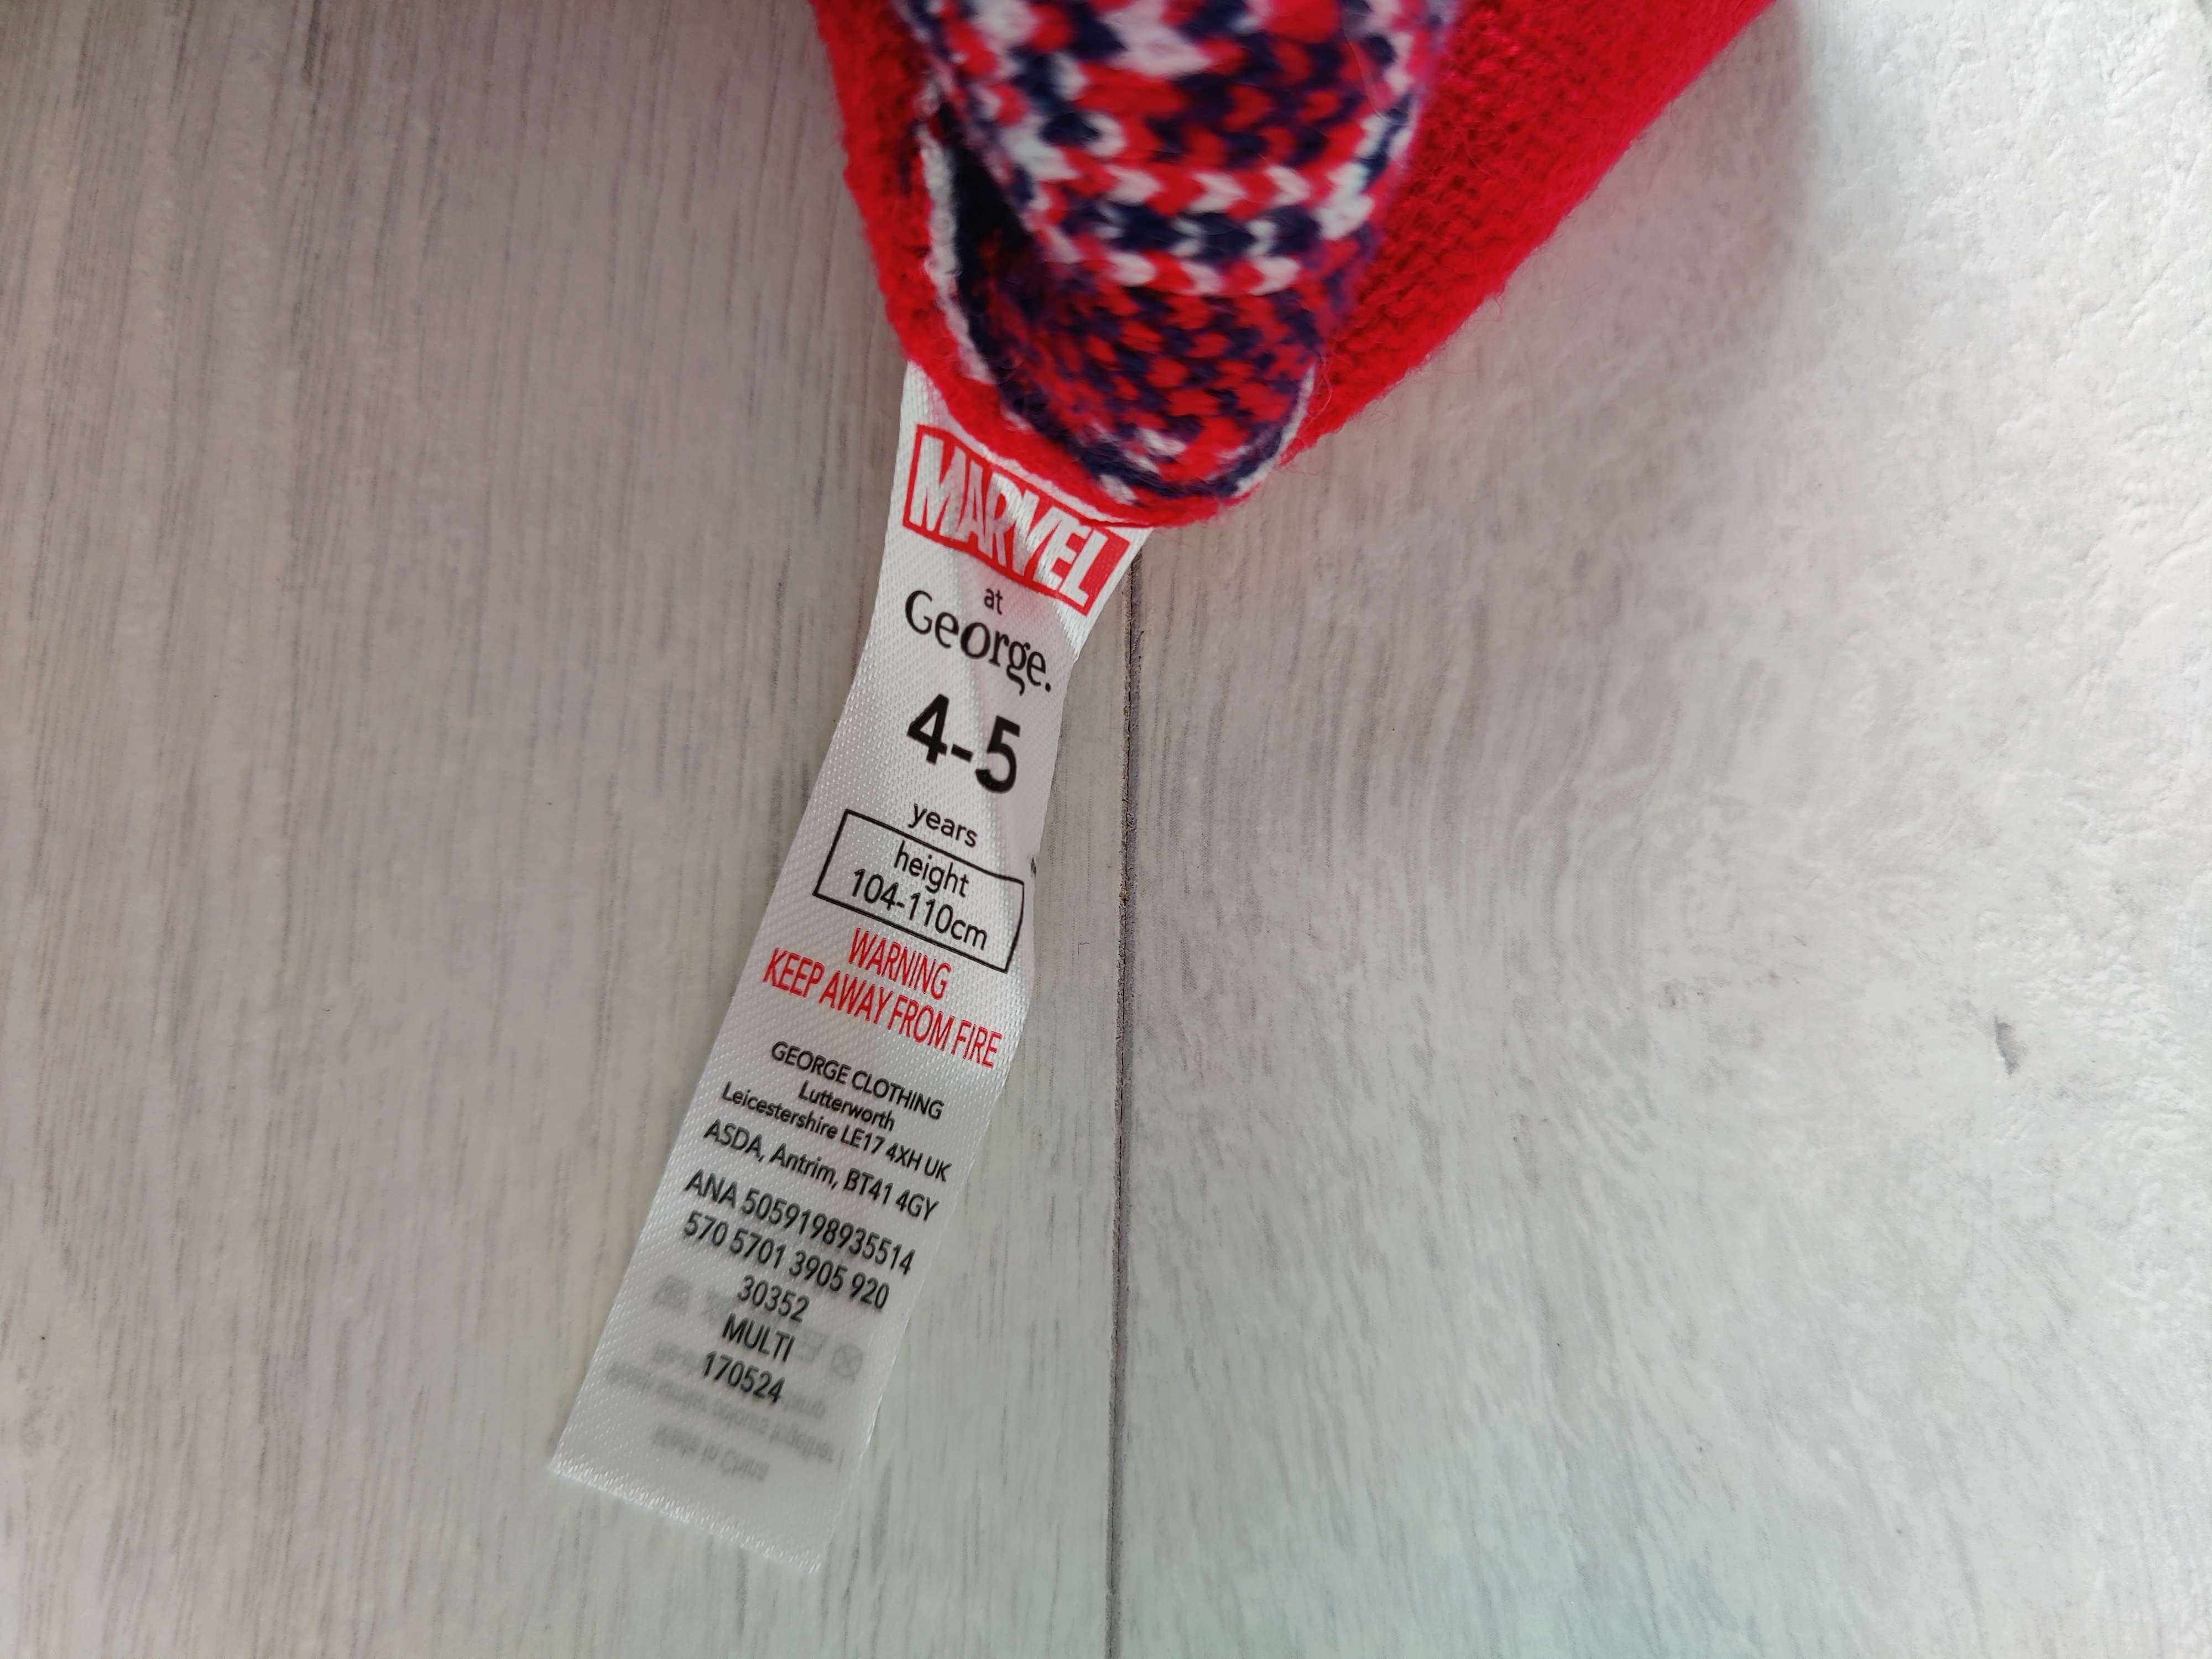 MARVEL
at
George.
4-5
years
height
104-110cm
WARNING
KEEP AWAY FROM FIRE
GEORGE CLOTHING
Lutterworth
Leicestershire LE17 4XH UK
ASDA, Antrim, BT41 4GY
ANA 5059198935514
570 5701 3905 920
30352
MULTI
170524